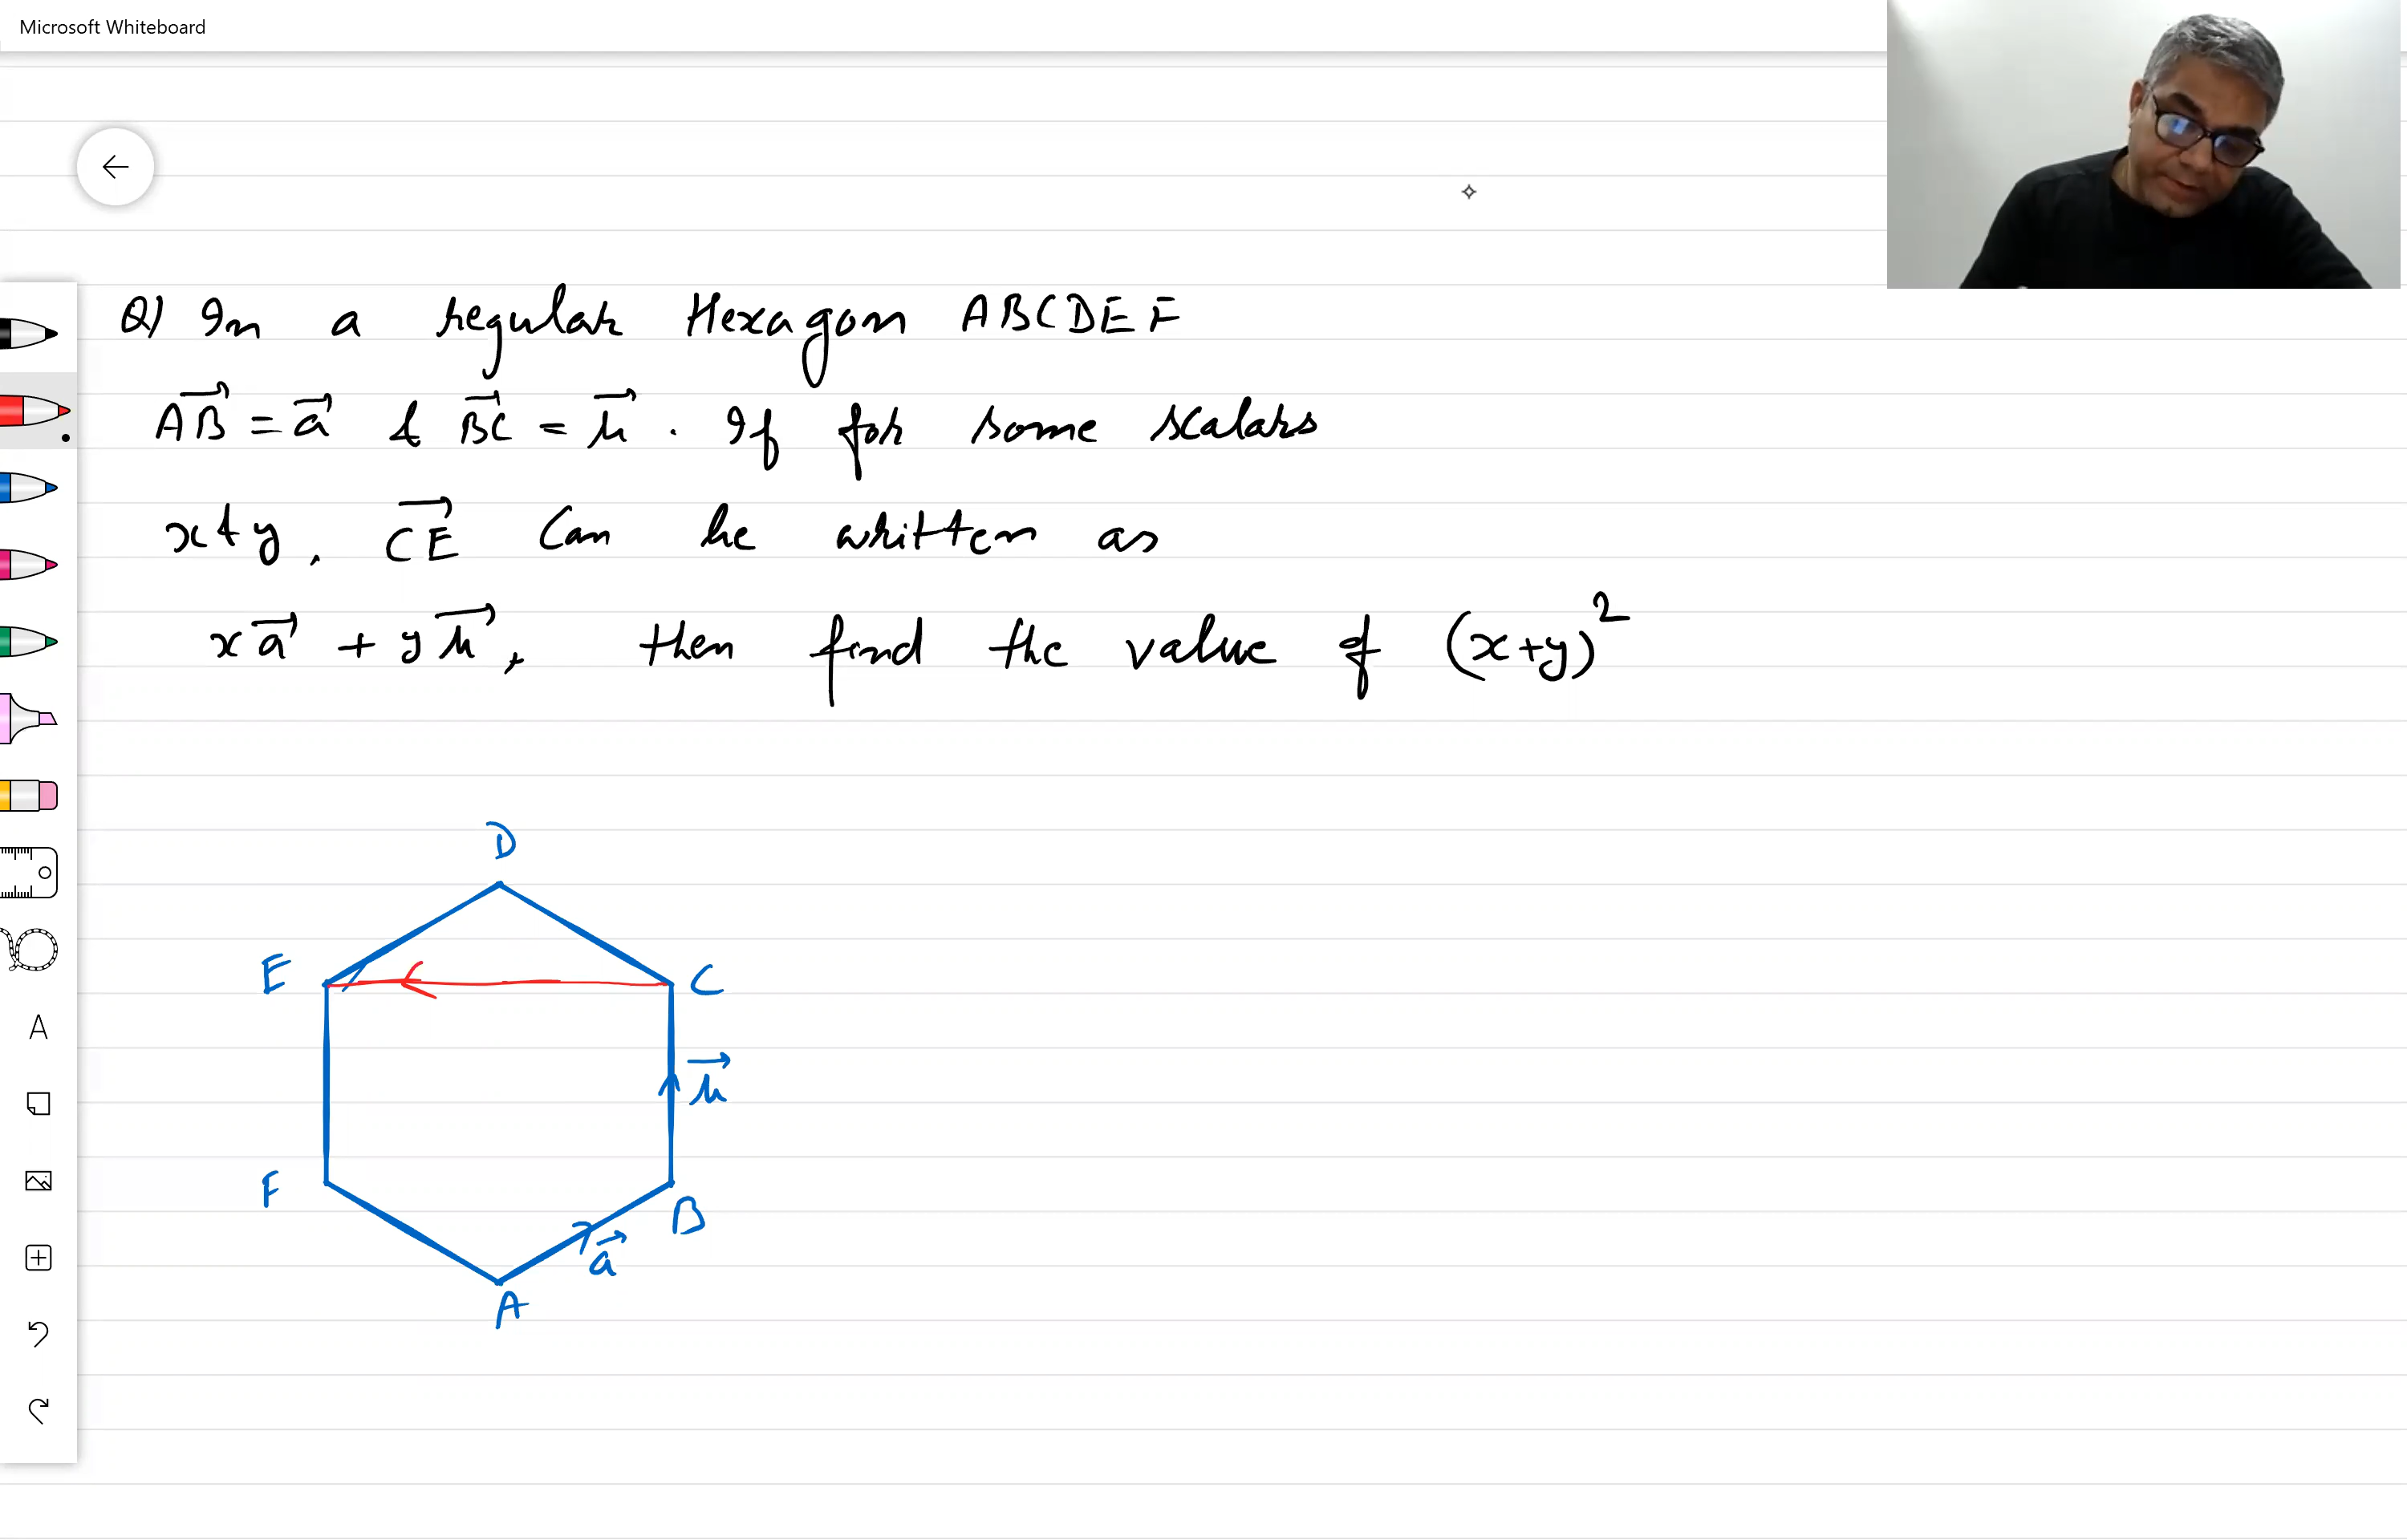 Microsoft Whiteboard
Q) In a regular Hexagon ABCDEF
AB⃗ = a⃗ & BC⃗ = r⃗ . If for some scalars
x & y , CE⃗ can be written as
x a⃗ + y r⃗ , then find the value of (x+y)²
D
E
C
r⃗
F
B
a⃗
A
A